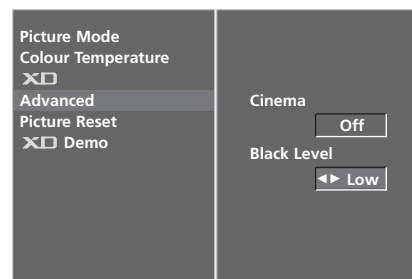 Picture Mode
Colour Temperature
XD
Advanced
Picture Reset
XD Demo
Cinema
Off
Black Level
◄► Low